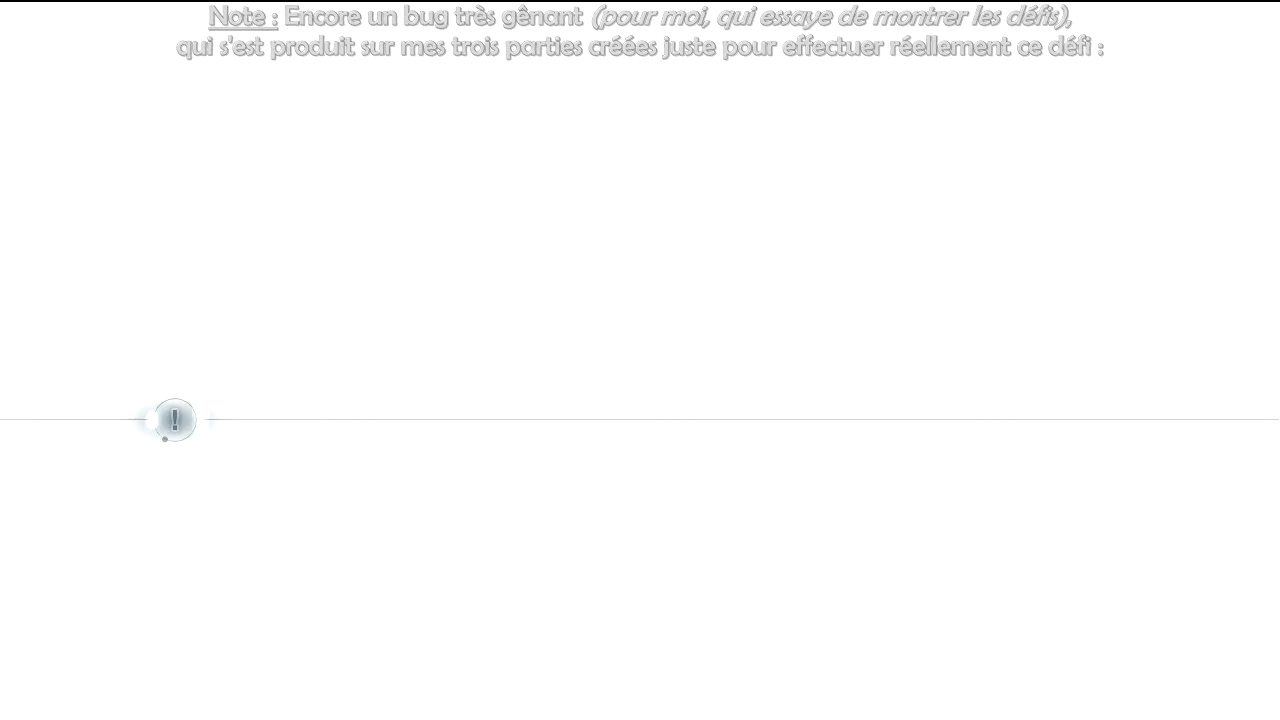 Note : Encore un bug très gênant (pour moi, qui essaye de montrer les défis),
qui s'est produit sur mes trois parties créées juste pour effectuer réellement ce défi :
!